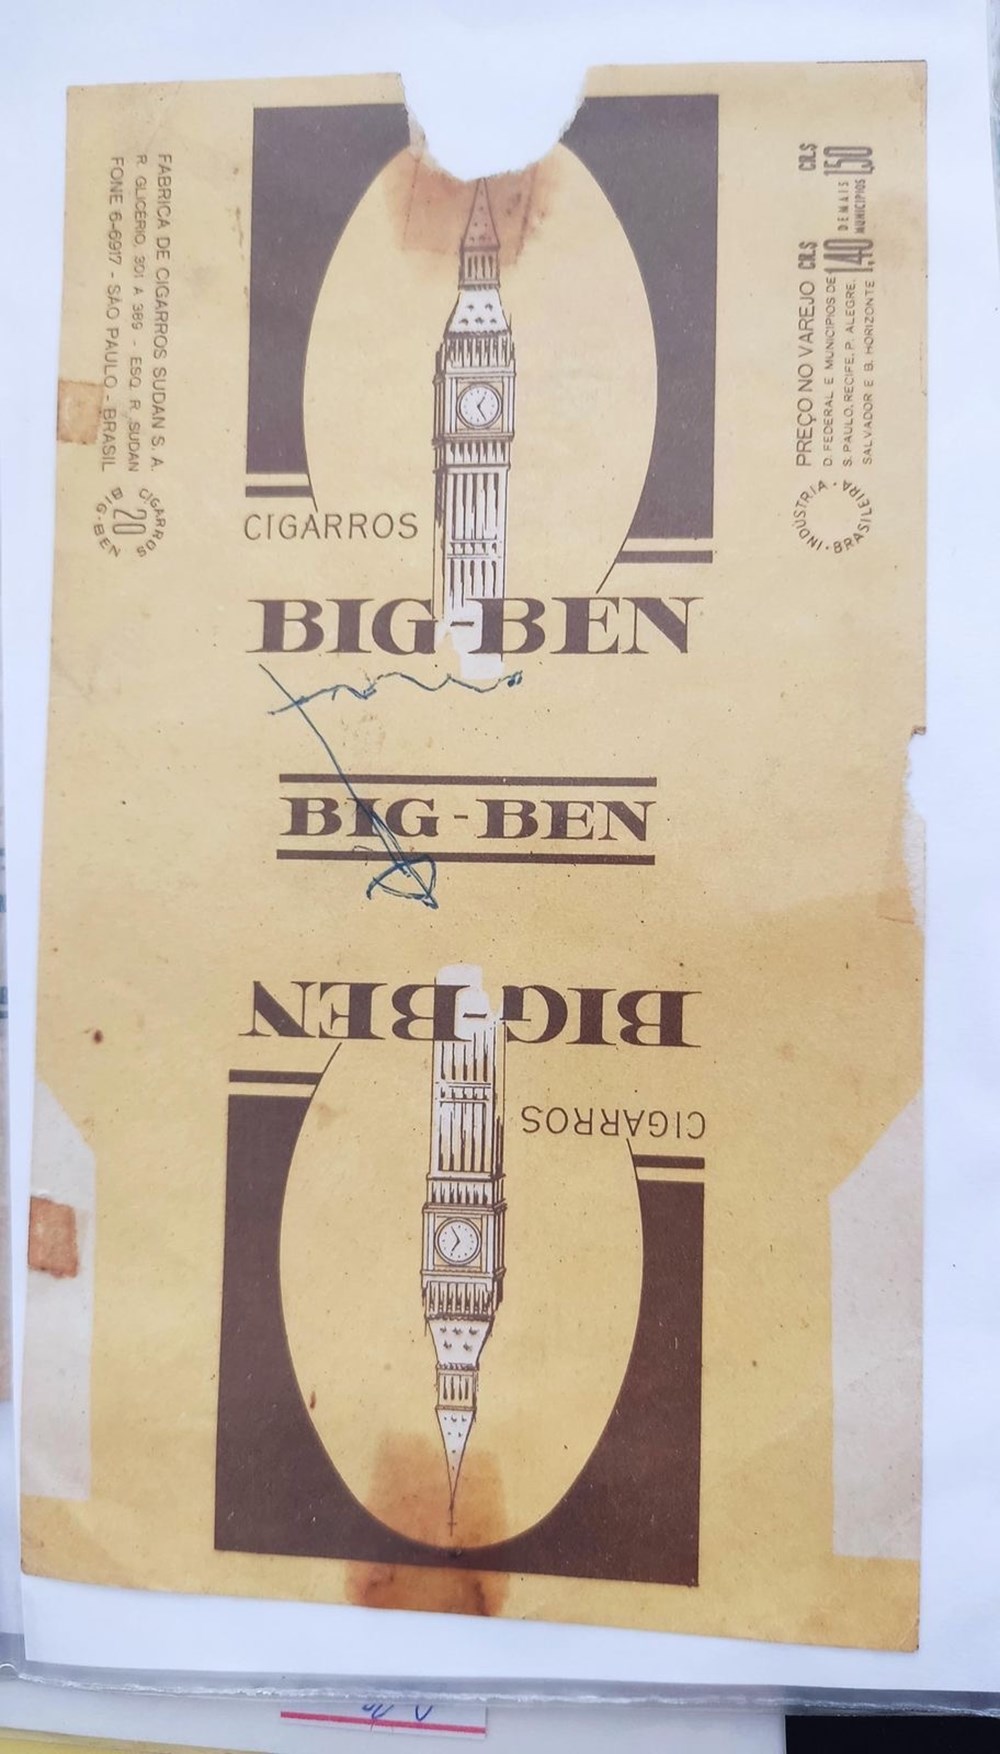 FABRICA DE CIGARROS SUDAN S. A.
R. GLICÉRIO, 301 A 389 - ESQ. R. SUDAN
FONE 6-6917 - SÃO PAULO - BRASIL
CIGARROS
20
BIG-BEN
CIGARROS
BIG-BEN
PREÇO NO VAREJO CR.$ CR.$
D. FEDERAL E MUNICIPIOS DE
S. PAULO, RECIFE, P. ALEGRE,
SALVADOR E B. HORIZONTE
1,40 DEMAIS MUNICIPIOS 1,50
INDÚSTRIA · BRASILEIRA ·
BIG-BEN
BIG-BEN
CIGARROS